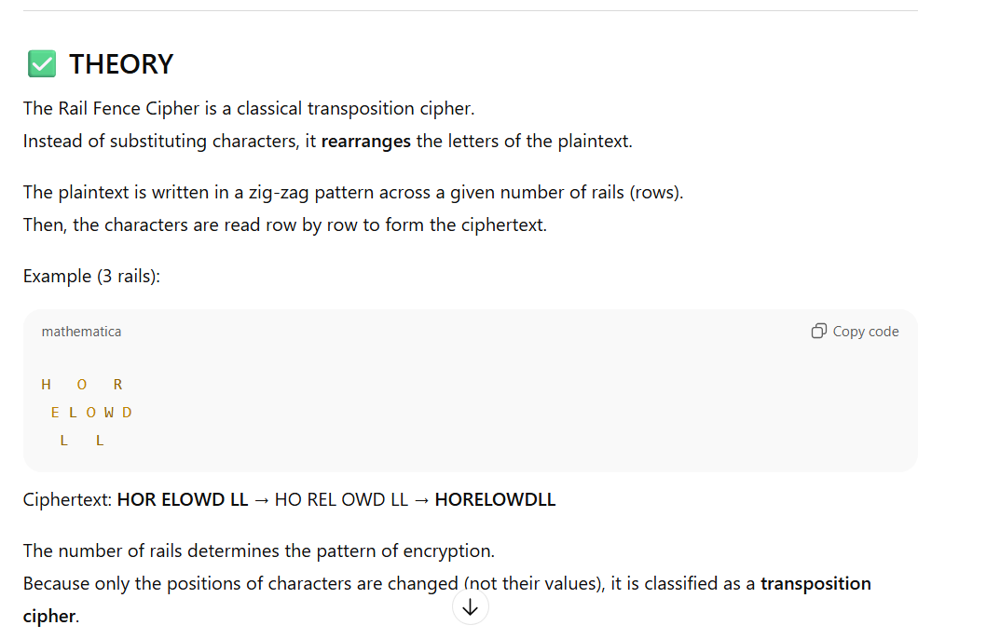 ✅ THEORY
The Rail Fence Cipher is a classical transposition cipher.
Instead of substituting characters, it rearranges the letters of the plaintext.
The plaintext is written in a zig-zag pattern across a given number of rails (rows).
Then, the characters are read row by row to form the ciphertext.
Example (3 rails):
mathematica Copy code
H   O   R
 E L O W D
  L   L
Ciphertext: HOR ELOWD LL → HO REL OWD LL → HORELOWDLL
The number of rails determines the pattern of encryption.
Because only the positions of characters are changed (not their values), it is classified as a transposition
cipher.